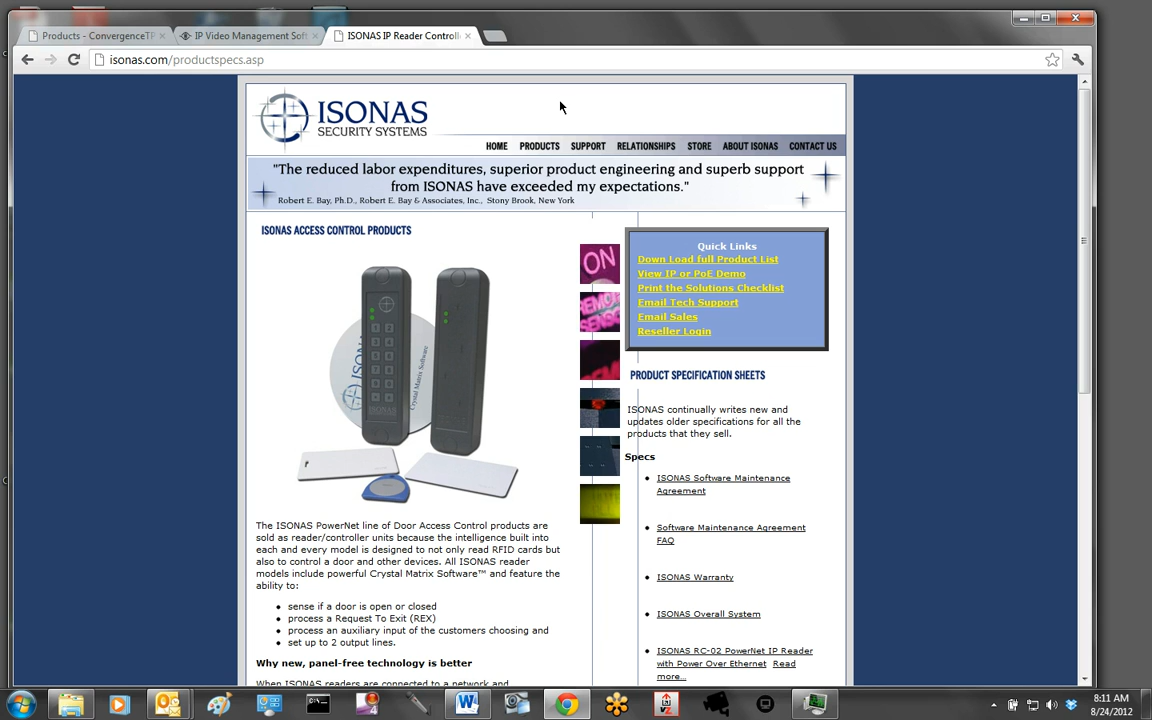 Products - ConvergenceTP
IP Video Management Soft
ISONAS IP Reader Controll
isonas.com/productspecs.asp
ISONAS
SECURITY SYSTEMS
HOME PRODUCTS SUPPORT RELATIONSHIPS STORE ABOUT ISONAS CONTACT US
"The reduced labor expenditures, superior product engineering and superb support
from ISONAS have exceeded my expectations."
Robert E. Bay, Ph.D., Robert E. Bay & Associates, Inc., Stony Brook, New York
ISONAS ACCESS CONTROL PRODUCTS
Crystal Matrix Software
ISONAS
The ISONAS PowerNet line of Door Access Control products are
sold as reader/controller units because the intelligence built into
each and every model is designed to not only read RFID cards but
also to control a door and other devices. All ISONAS reader
models include powerful Crystal Matrix Software™ and feature the
ability to:
• sense if a door is open or closed
• process a Request To Exit (REX)
• process an auxiliary input of the customers choosing and
• set up to 2 output lines.
Why new, panel-free technology is better
When ISONAS readers are connected to a network and
ON
Quick Links
Down Load full Product List
View IP or PoE Demo
Print the Solutions Checklist
Email Tech Support
Email Sales
Reseller Login
PRODUCT SPECIFICATION SHEETS
ISONAS continually writes new and
updates older specifications for all the
products that they sell.
Specs
• ISONAS Software Maintenance
Agreement
• Software Maintenance Agreement
FAQ
• ISONAS Warranty
• ISONAS Overall System
• ISONAS RC-02 PowerNet IP Reader
with Power Over Ethernet Read
more...
8:11 AM
8/24/2012